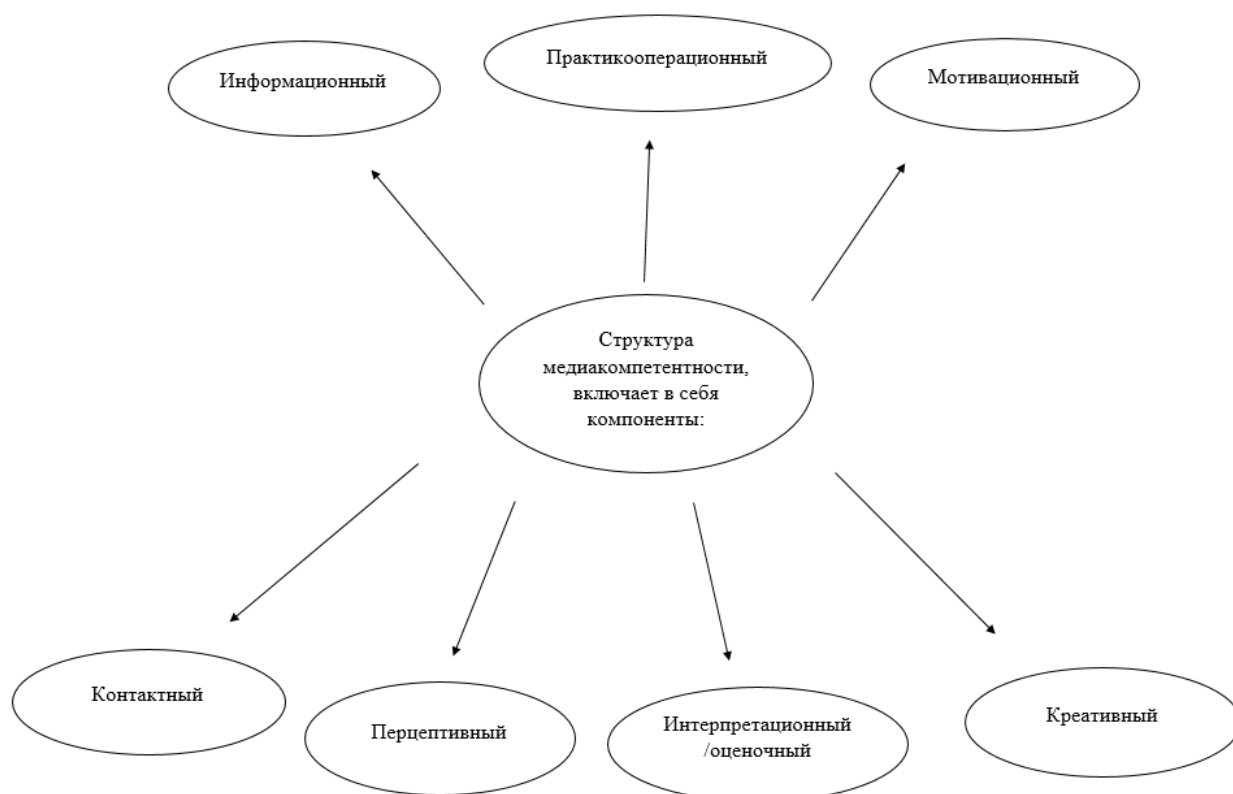 Информационный
Практикооперационный
Мотивационный
Структура
медиакомпетентности,
включает в себя
компоненты:
Контактный
Перцептивный
Интерпретационный
/оценочный
Креативный